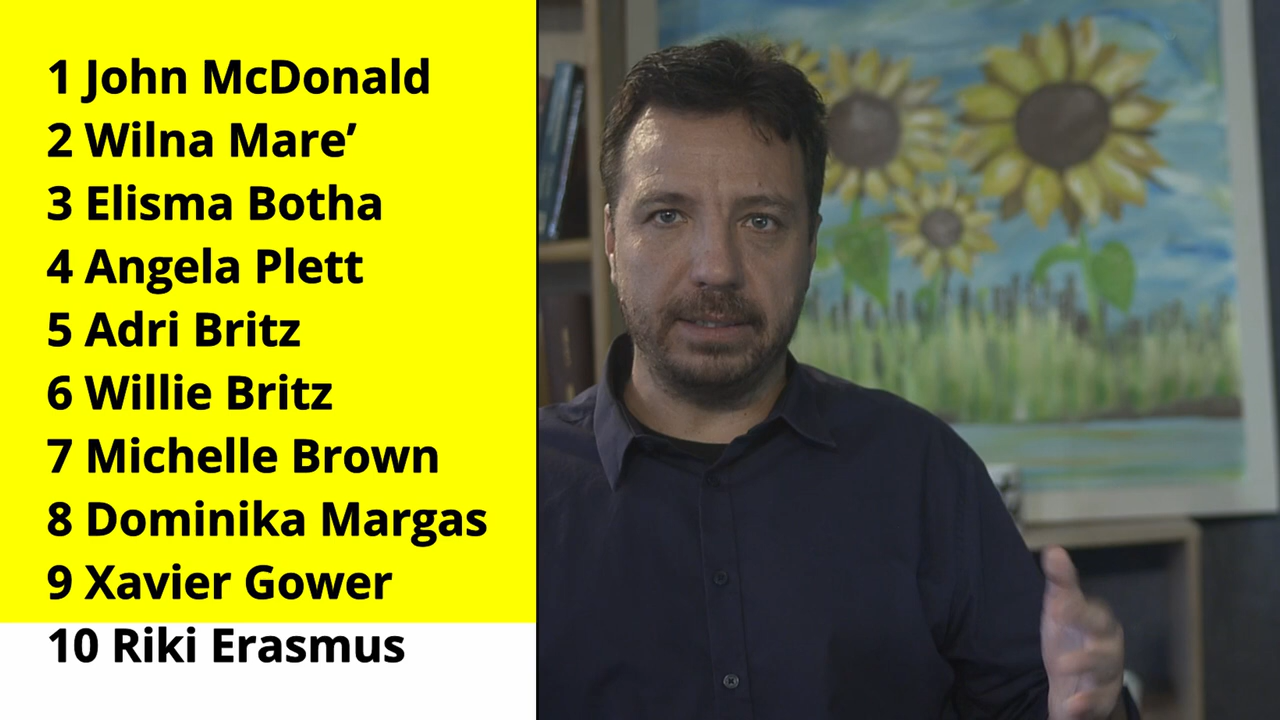 1 John McDonald
2 Wilna Mare’
3 Elisma Botha
4 Angela Plett
5 Adri Britz
6 Willie Britz
7 Michelle Brown
8 Dominika Margas
9 Xavier Gower
10 Riki Erasmus